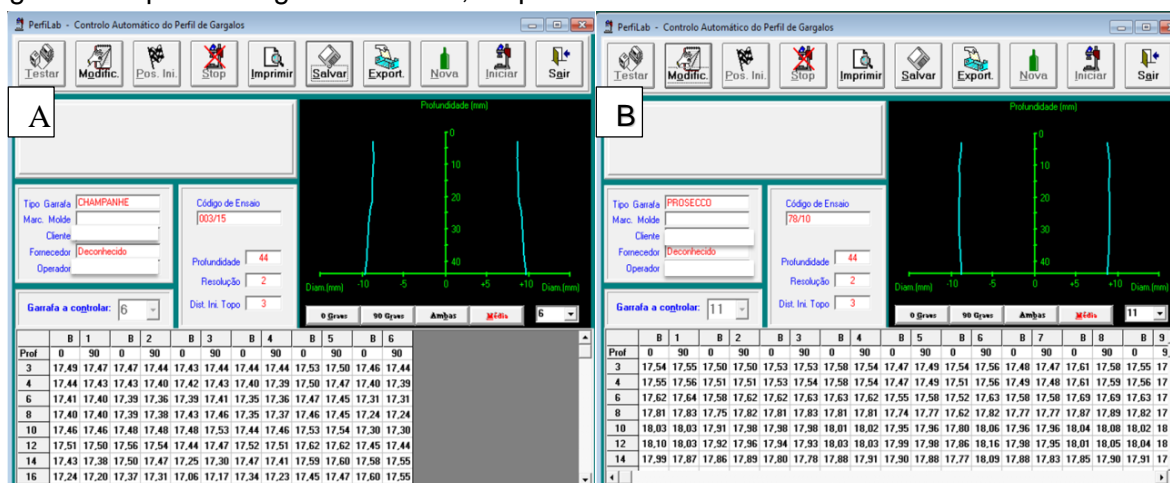 PerfiLab - Controlo Automático do Perfil de Gargalos
Testar Modific. Pos. Ini. Stop Imprimir Salvar Export. Nova Iniciar Sair
A
Tipo Garrafa CHAMPANHE
Marc. Molde
Cliente
Fornecedor Deconhecido
Operador
Código de Ensaio
003/15
Profundidade 44
Resolução 2
Dist. Ini. Topo 3
Garrafa a controlar: 6
Profundidade (mm)
0
10
20
30
40
Diam.(mm) -10 -5 0 +5 +10 Diam.(mm)
0 Graus 90 Graus Ambas Média 6
B 1 B 2 B 3 B 4 B 5 B 6
Prof 0 90 0 90 0 90 0 90 0 90 0 90
3 17,49 17,47 17,47 17,44 17,43 17,44 17,44 17,44 17,53 17,50 17,46 17,44
4 17,44 17,43 17,43 17,40 17,42 17,43 17,40 17,39 17,50 17,47 17,40 17,39
6 17,41 17,40 17,39 17,36 17,39 17,41 17,35 17,36 17,47 17,45 17,31 17,31
8 17,40 17,40 17,39 17,38 17,43 17,46 17,35 17,37 17,46 17,45 17,24 17,24
10 17,46 17,46 17,48 17,48 17,48 17,53 17,44 17,46 17,53 17,54 17,30 17,30
12 17,51 17,50 17,56 17,54 17,44 17,47 17,52 17,51 17,62 17,62 17,45 17,44
14 17,43 17,38 17,50 17,47 17,25 17,30 17,47 17,41 17,59 17,60 17,58 17,55
16 17,24 17,20 17,37 17,31 17,06 17,17 17,34 17,23 17,45 17,47 17,60 17,55
PerfiLab - Controlo Automático do Perfil de Gargalos
Testar Modific. Pos. Ini. Stop Imprimir Salvar Export. Nova Iniciar Sair
B
Tipo Garrafa PROSECCO
Marc. Molde
Cliente
Fornecedor Deconhecido
Operador
Código de Ensaio
78/10
Profundidade 44
Resolução 2
Dist. Ini. Topo 3
Garrafa a controlar: 11
Profundidade (mm)
0
10
20
30
40
Diam.(mm) -10 -5 0 +5 +10 Diam.(mm)
0 Graus 90 Graus Ambas Média 11
B 1 B 2 B 3 B 4 B 5 B 6 B 7 B 8 B 9
Prof 0 90 0 90 0 90 0 90 0 90 0 90 0 90 0 90 0 9
3 17,54 17,55 17,50 17,50 17,53 17,53 17,58 17,54 17,47 17,49 17,54 17,56 17,48 17,47 17,61 17,58 17,55 17
4 17,55 17,56 17,51 17,51 17,53 17,54 17,58 17,54 17,47 17,49 17,51 17,56 17,49 17,48 17,61 17,59 17,56 17
6 17,62 17,64 17,58 17,62 17,62 17,63 17,63 17,62 17,55 17,58 17,52 17,63 17,58 17,58 17,69 17,69 17,63 17
8 17,81 17,83 17,75 17,82 17,81 17,83 17,81 17,81 17,74 17,77 17,62 17,82 17,77 17,77 17,87 17,89 17,82 17
10 18,03 18,03 17,91 17,98 17,98 17,98 18,01 18,02 17,95 17,96 17,80 18,06 17,96 17,96 18,04 18,08 18,02 18
12 18,10 18,03 17,92 17,96 17,94 17,93 18,03 18,03 17,99 17,98 17,86 18,16 17,98 17,95 18,01 18,05 18,04 18
14 17,99 17,87 17,86 17,89 17,80 17,78 17,88 17,91 17,90 17,88 17,77 18,09 17,88 17,83 17,85 17,90 17,91 17